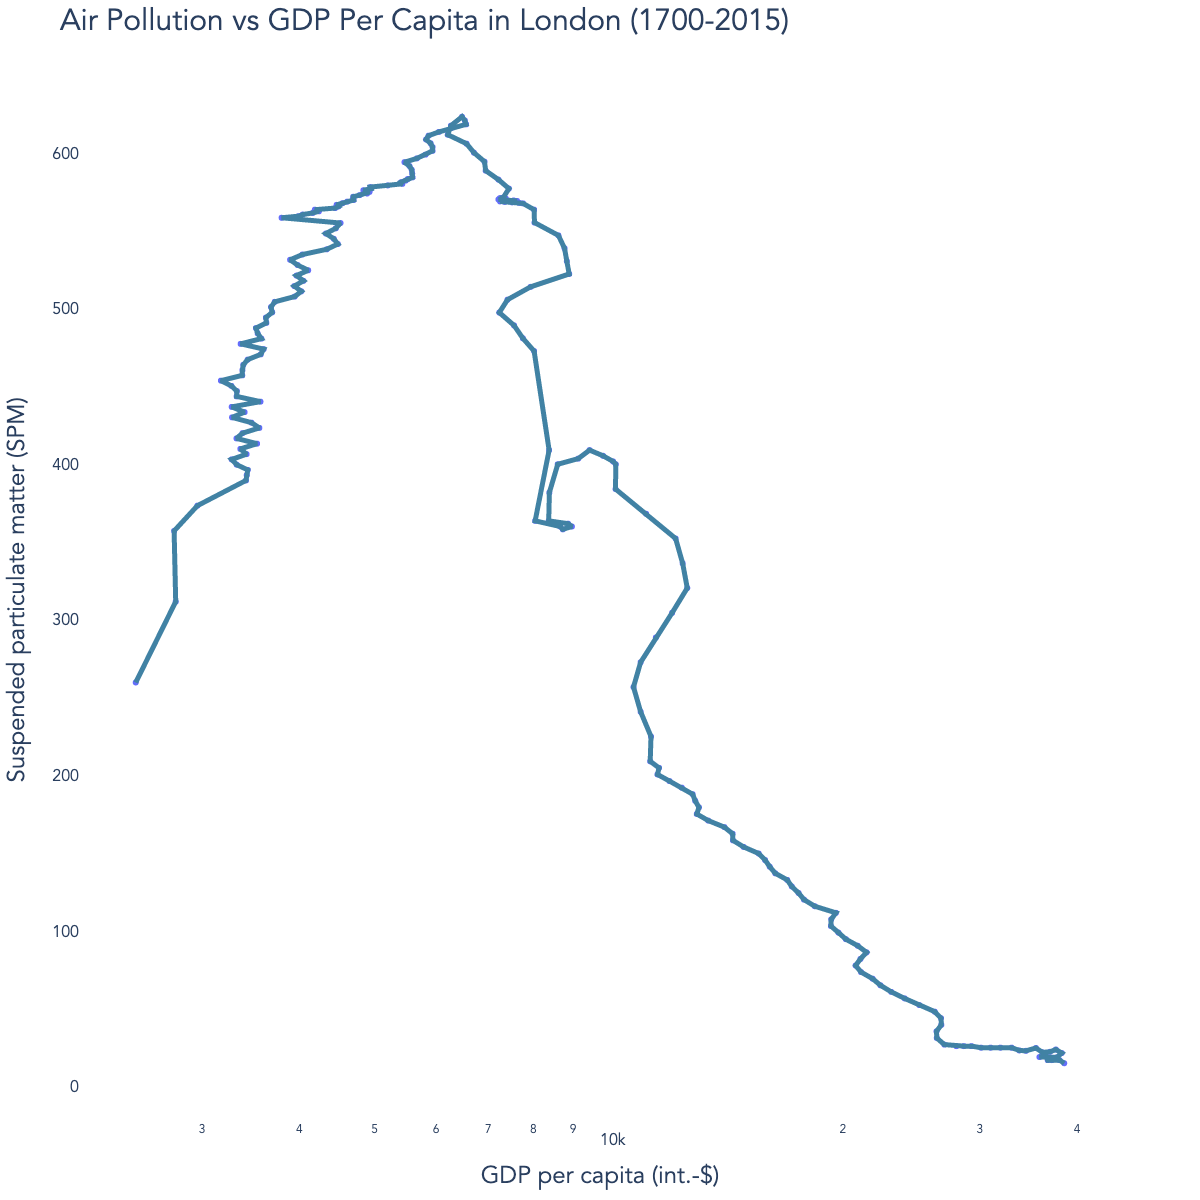 Air Pollution vs GDP Per Capita in London (1700-2015)
Suspended particulate matter (SPM)
600
500
400
300
200
100
0
3 4 5 6 7 8 9 10k 2 3 4
GDP per capita (int.-$)